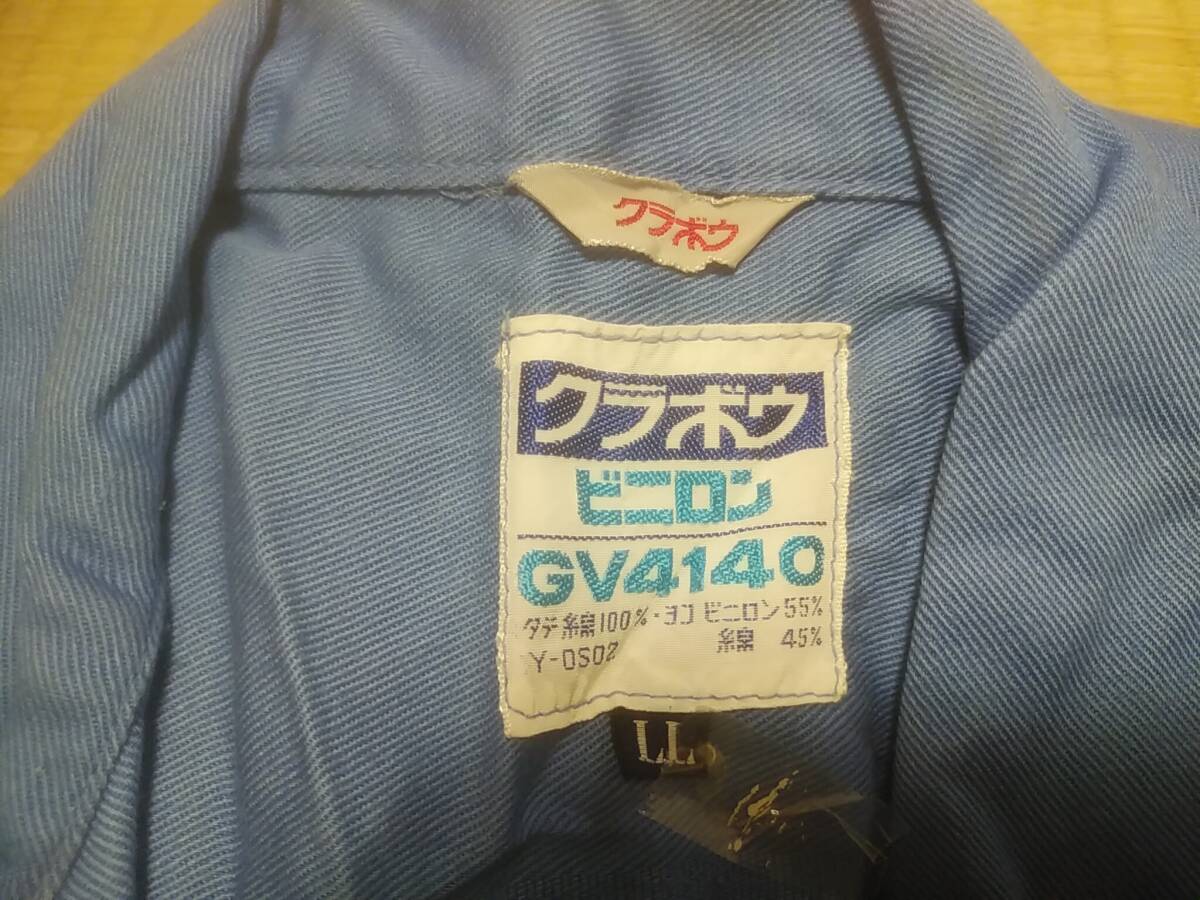 クラボウ
クラボウ
ビニロン
GV4140
タテ綿100%・ヨコ ビニロン55%
Y-0S02 綿 45%
LL